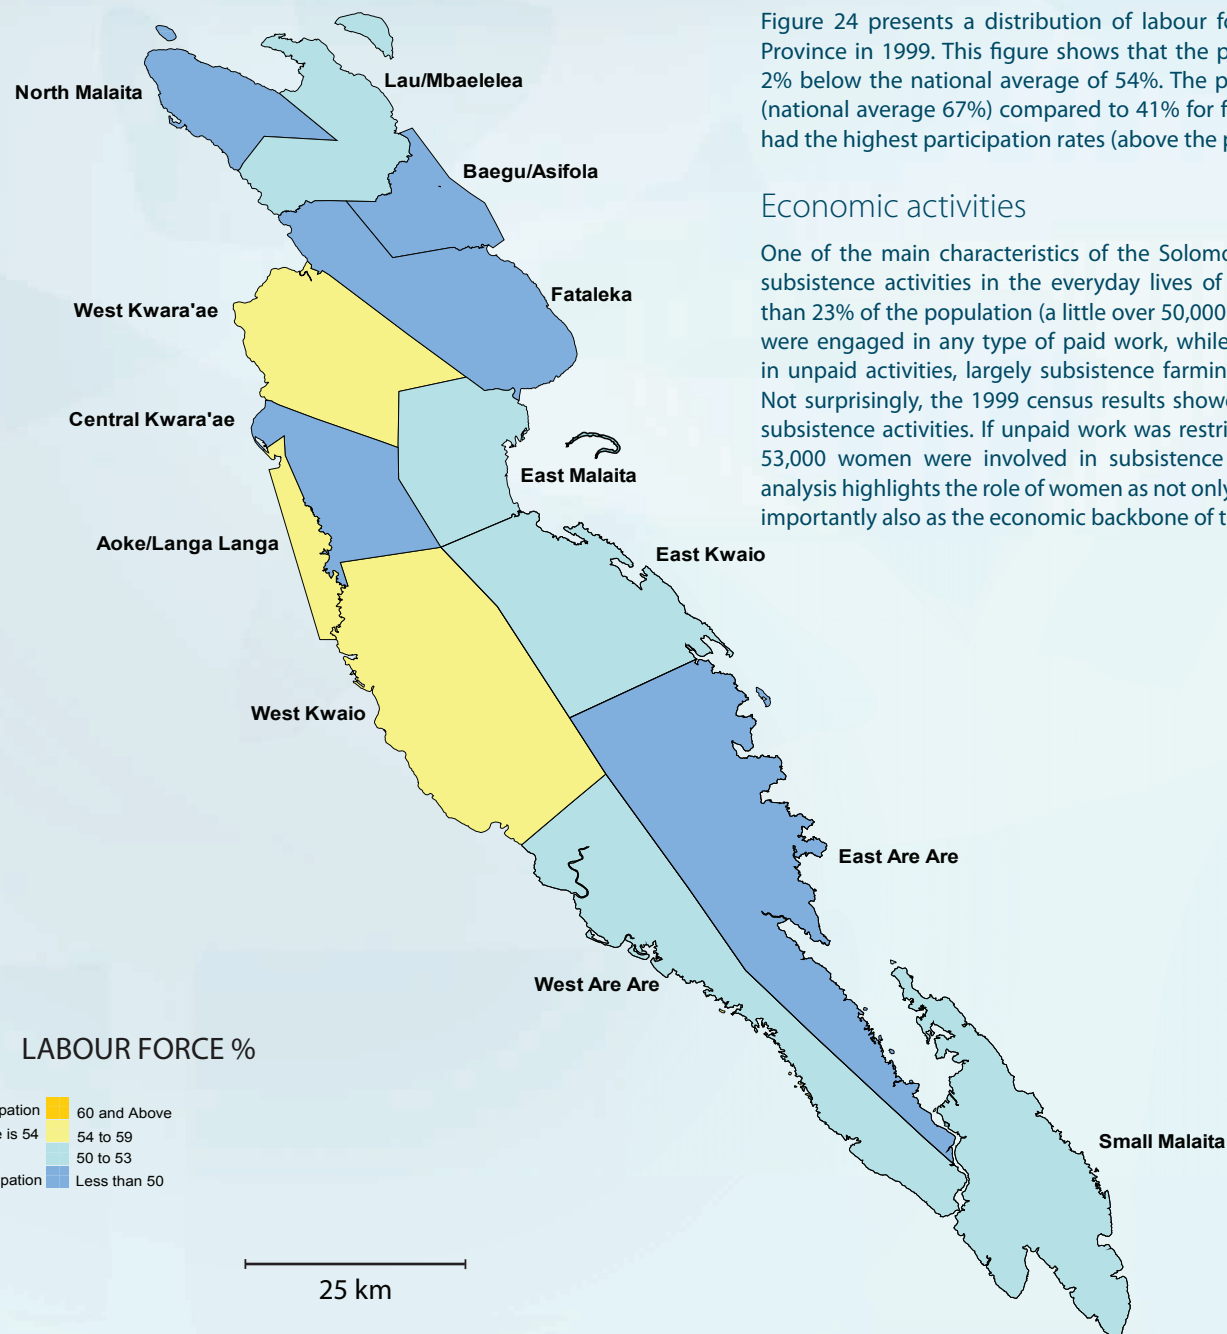 Figure 24 presents a distribution of labour fo
Province in 1999. This figure shows that the p
2% below the national average of 54%. The p
(national average 67%) compared to 41% for f
had the highest participation rates (above the p
Economic activities
One of the main characteristics of the Solomo
subsistence activities in the everyday lives of
than 23% of the population (a little over 50,000
were engaged in any type of paid work, while
in unpaid activities, largely subsistence farmin
Not surprisingly, the 1999 census results showe
subsistence activities. If unpaid work was restri
53,000 women were involved in subsistence
analysis highlights the role of women as not only
importantly also as the economic backbone of t
North Malaita
Lau/Mbaelelea
Baegu/Asifola
Fataleka
West Kwara'ae
Central Kwara'ae
East Malaita
Aoke/Langa Langa
East Kwaio
West Kwaio
East Are Are
West Are Are
Small Malaita
LABOUR FORCE %
pation 60 and Above
e is 54 54 to 59
50 to 53
pation Less than 50
25 km